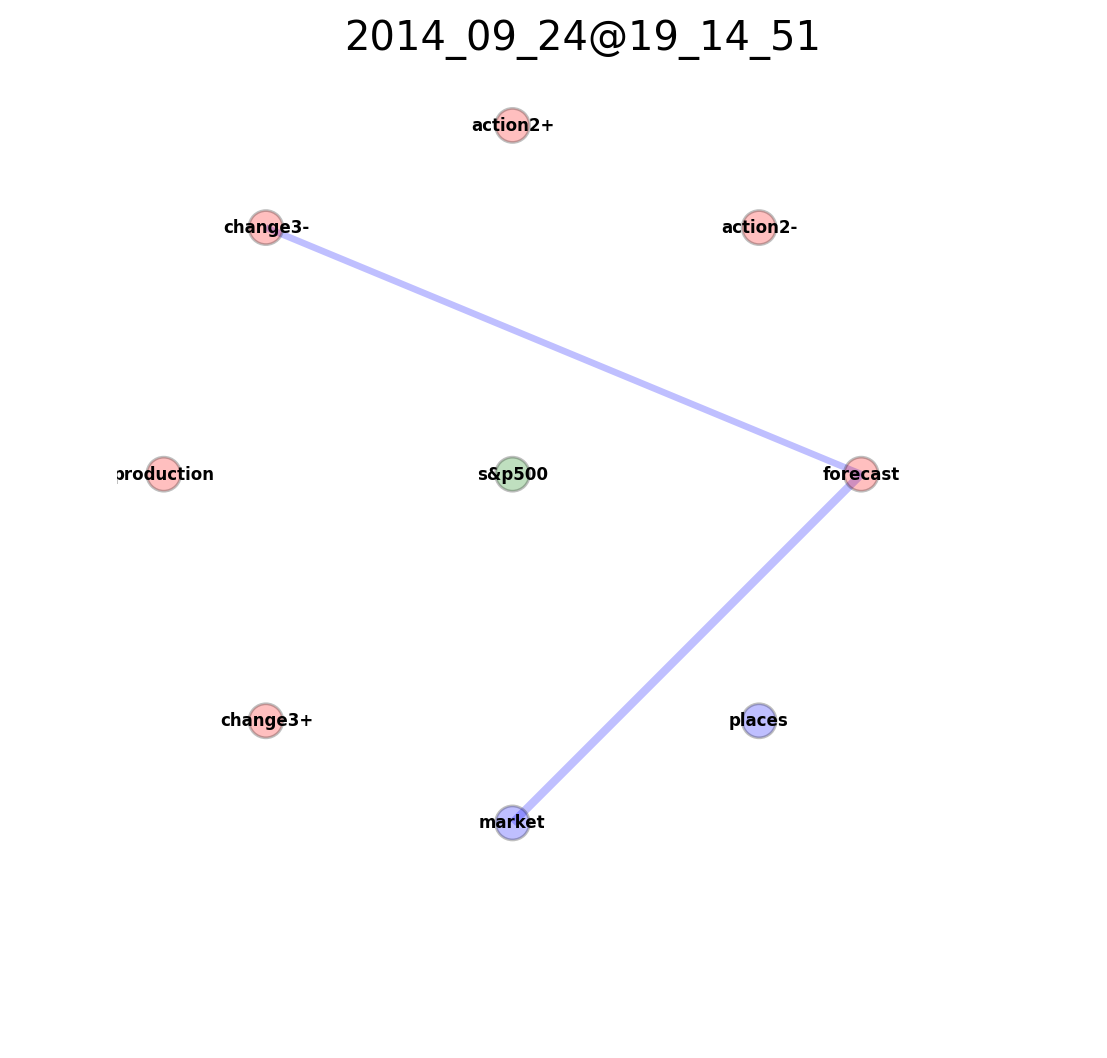 2014_09_24@19_14_51
action2+
change3-
action2-
production
s&p500
forecast
change3+
places
market